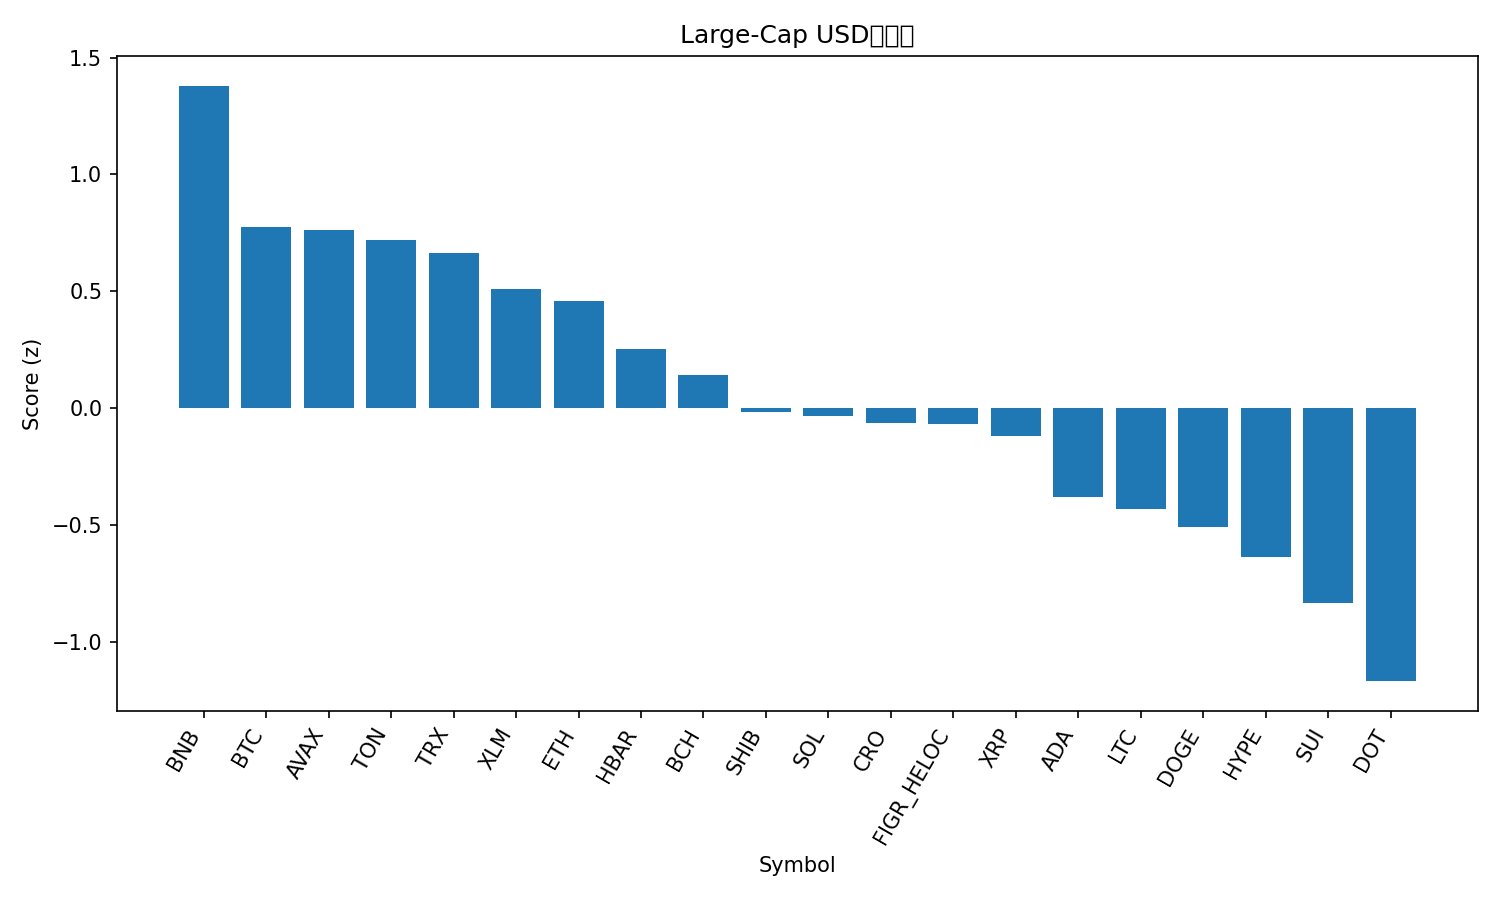 Large-Cap USD
1.5
1.0
0.5
0.0
−0.5
−1.0
Score (z)
BNB
BTC
AVAX
TON
TRX
XLM
ETH
HBAR
BCH
SHIB
SOL
CRO
FIGR_HELOC
XRP
ADA
LTC
DOGE
HYPE
SUI
DOT
Symbol